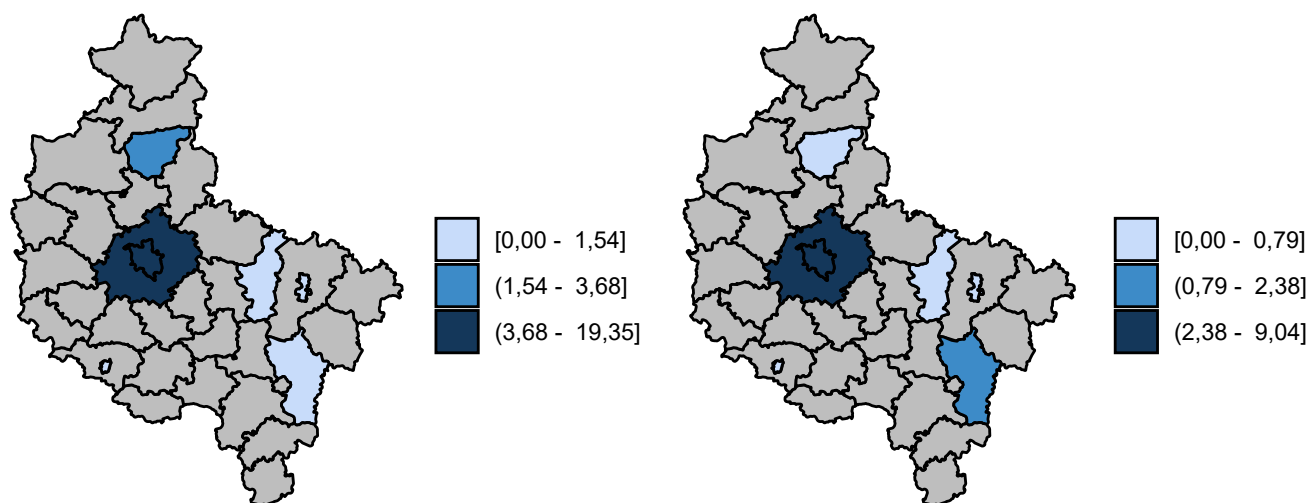 [0,00 - 1,54]
(1,54 - 3,68]
(3,68 - 19,35]
[0,00 - 0,79]
(0,79 - 2,38]
(2,38 - 9,04]